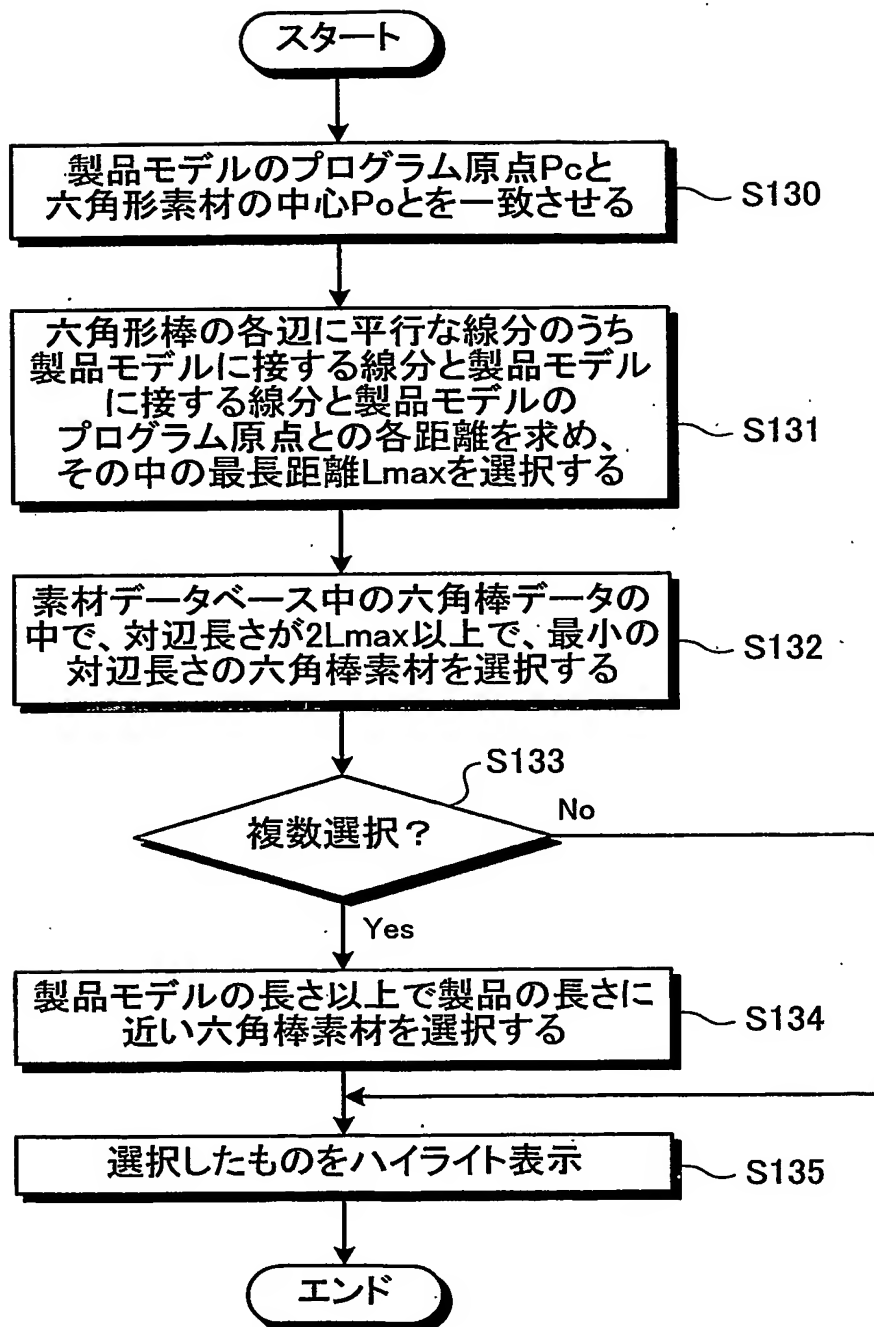 スタート
製品モデルのプログラム原点Pcと
六角形素材の中心Poとを一致させる
S130
六角形棒の各辺に平行な線分のうち
製品モデルに接する線分と製品モデル
に接する線分と製品モデルの
プログラム原点との各距離を求め、
その中の最長距離Lmaxを選択する
S131
素材データベース中の六角棒データの
中で、対辺長さが2Lmax以上で、最小の
対辺長さの六角棒素材を選択する
S132
S133
複数選択？
No
Yes
製品モデルの長さ以上で製品の長さに
近い六角棒素材を選択する
S134
選択したものをハイライト表示
S135
エンド